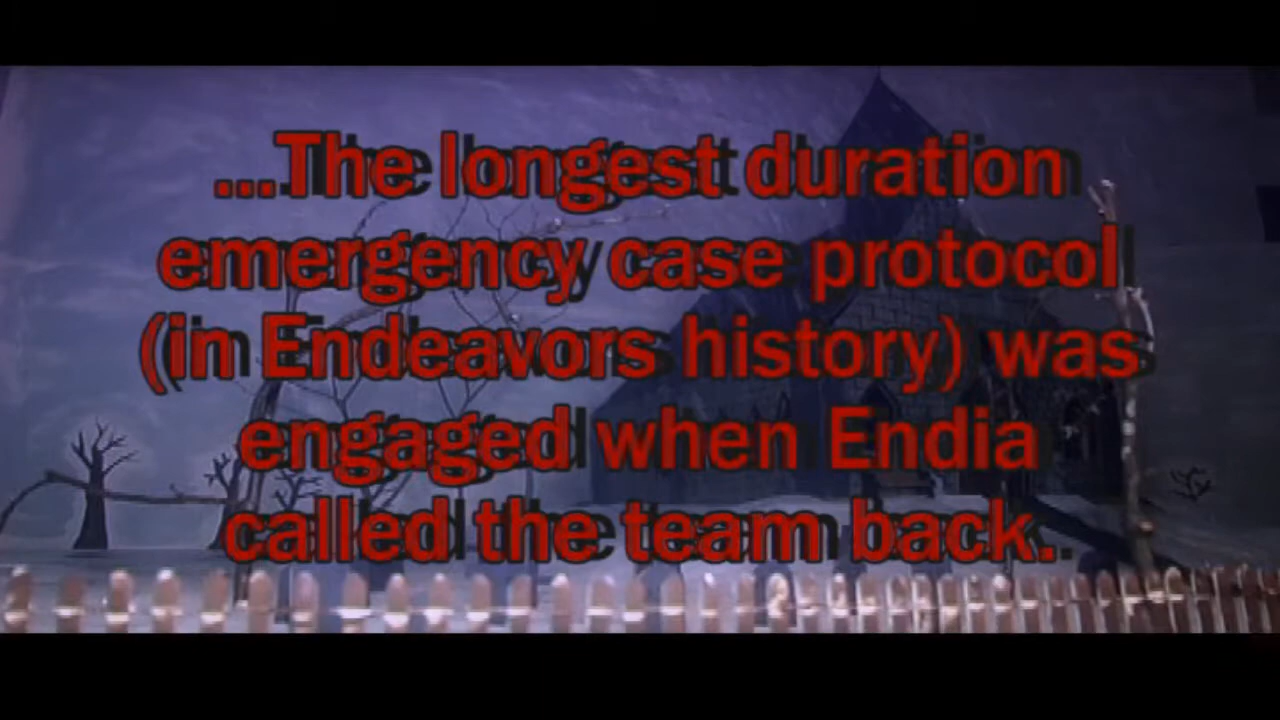 ...The longest duration
emergency case protocol
(in Endeavors history) was
engaged when Endia
called the team back.